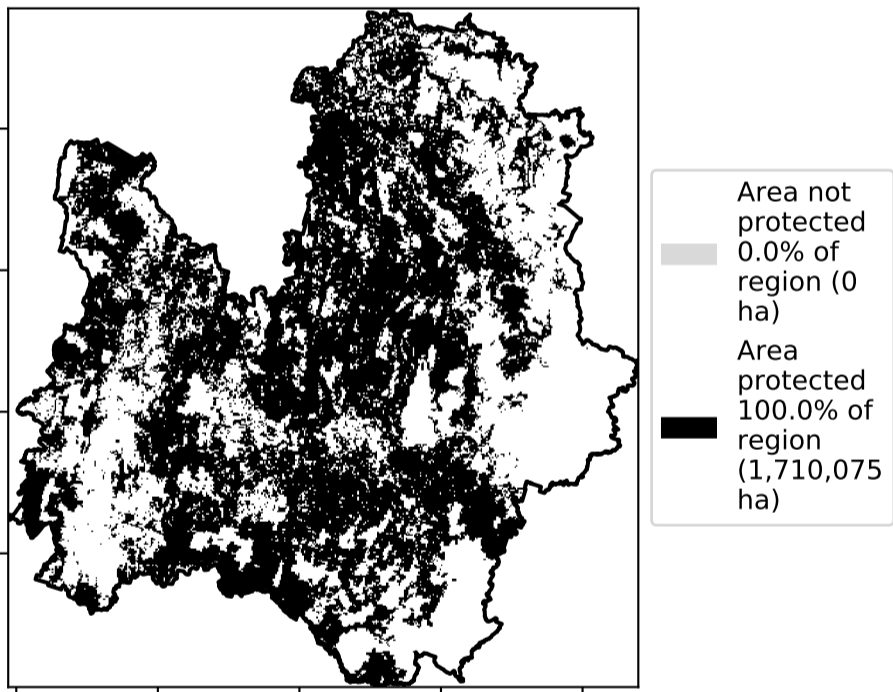 Area not
protected
0.0% of
region (0
ha)
Area
protected
100.0% of
region
(1,710,075
ha)